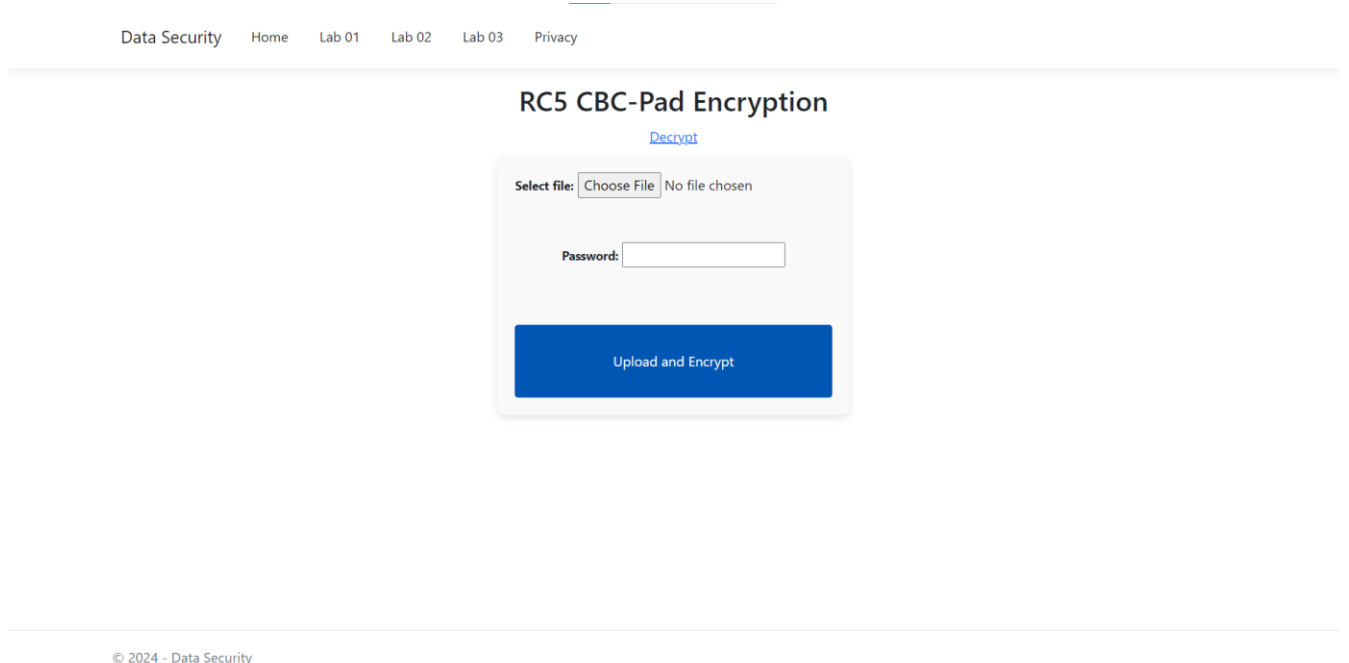 Data Security Home Lab 01 Lab 02 Lab 03 Privacy
RC5 CBC-Pad Encryption
Decrypt
Select file: Choose File No file chosen
Password:
Upload and Encrypt
© 2024 - Data Security